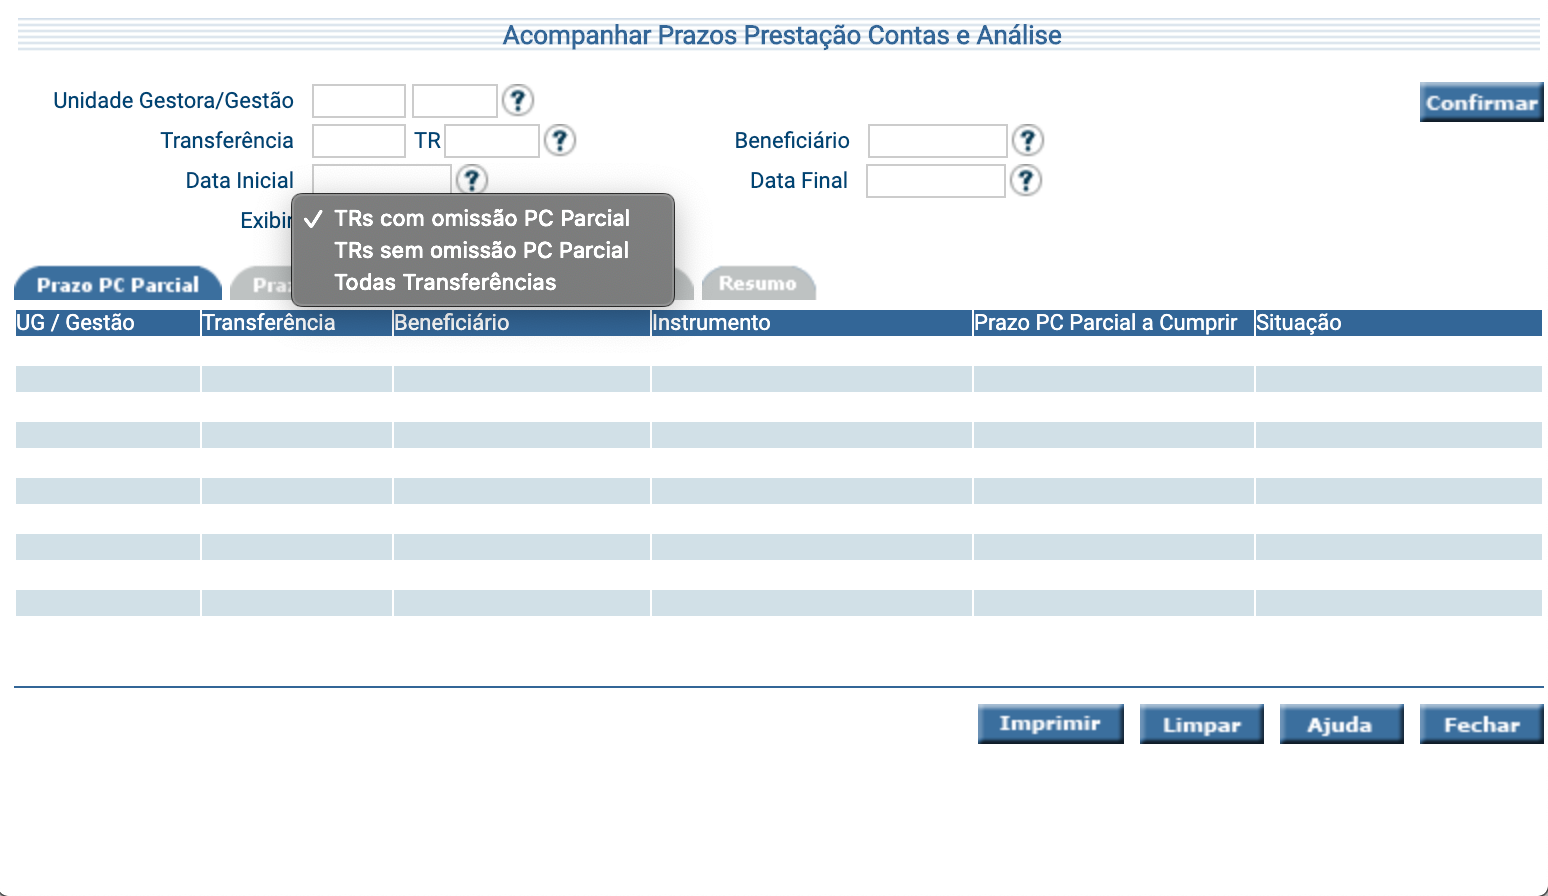 Acompanhar Prazos Prestação Contas e Análise
Unidade Gestora/Gestão ?
Confirmar
Transferência TR ? Beneficiário ?
Data Inicial ? Data Final ?
Exibir ✓ TRs com omissão PC Parcial
TRs sem omissão PC Parcial
Todas Transferências
Prazo PC Parcial Resumo
UG / Gestão Transferência Beneficiário Instrumento Prazo PC Parcial a Cumprir Situação
Imprimir Limpar Ajuda Fechar